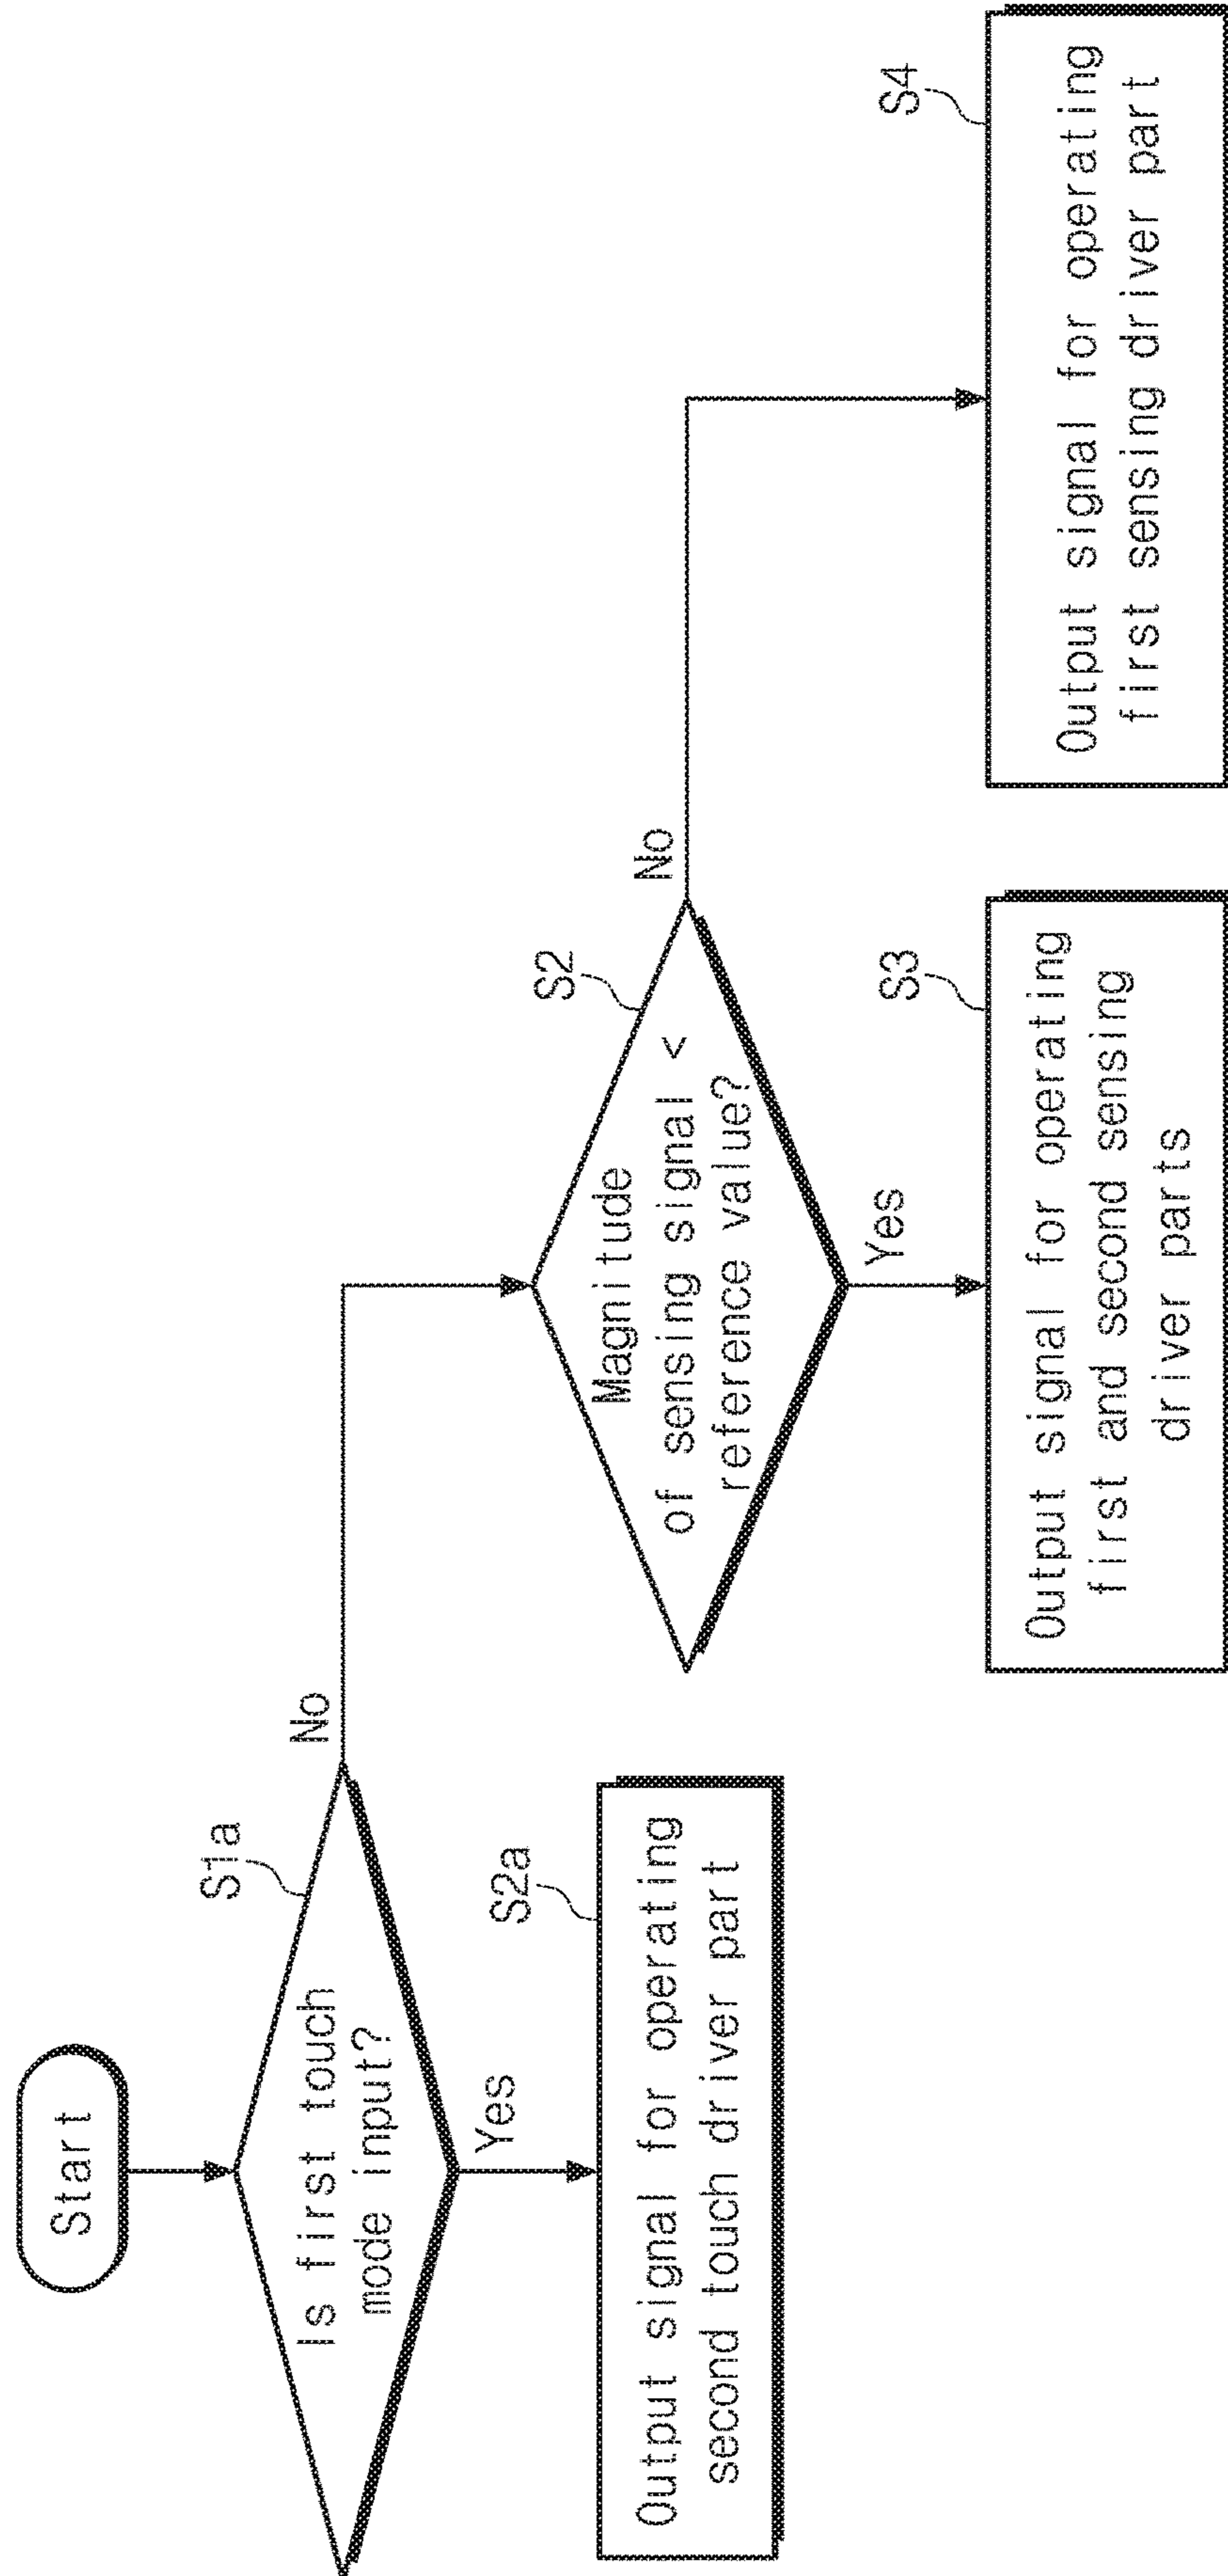 Start
S1a
Is first touch
mode input?
No
Yes
S2a
Output signal for operating
second touch driver part
S2
Magnitude
of sensing signal <
reference value?
No
Yes
S3
Output signal for operating
first and second sensing
driver parts
S4
Output signal for operating
first sensing driver part